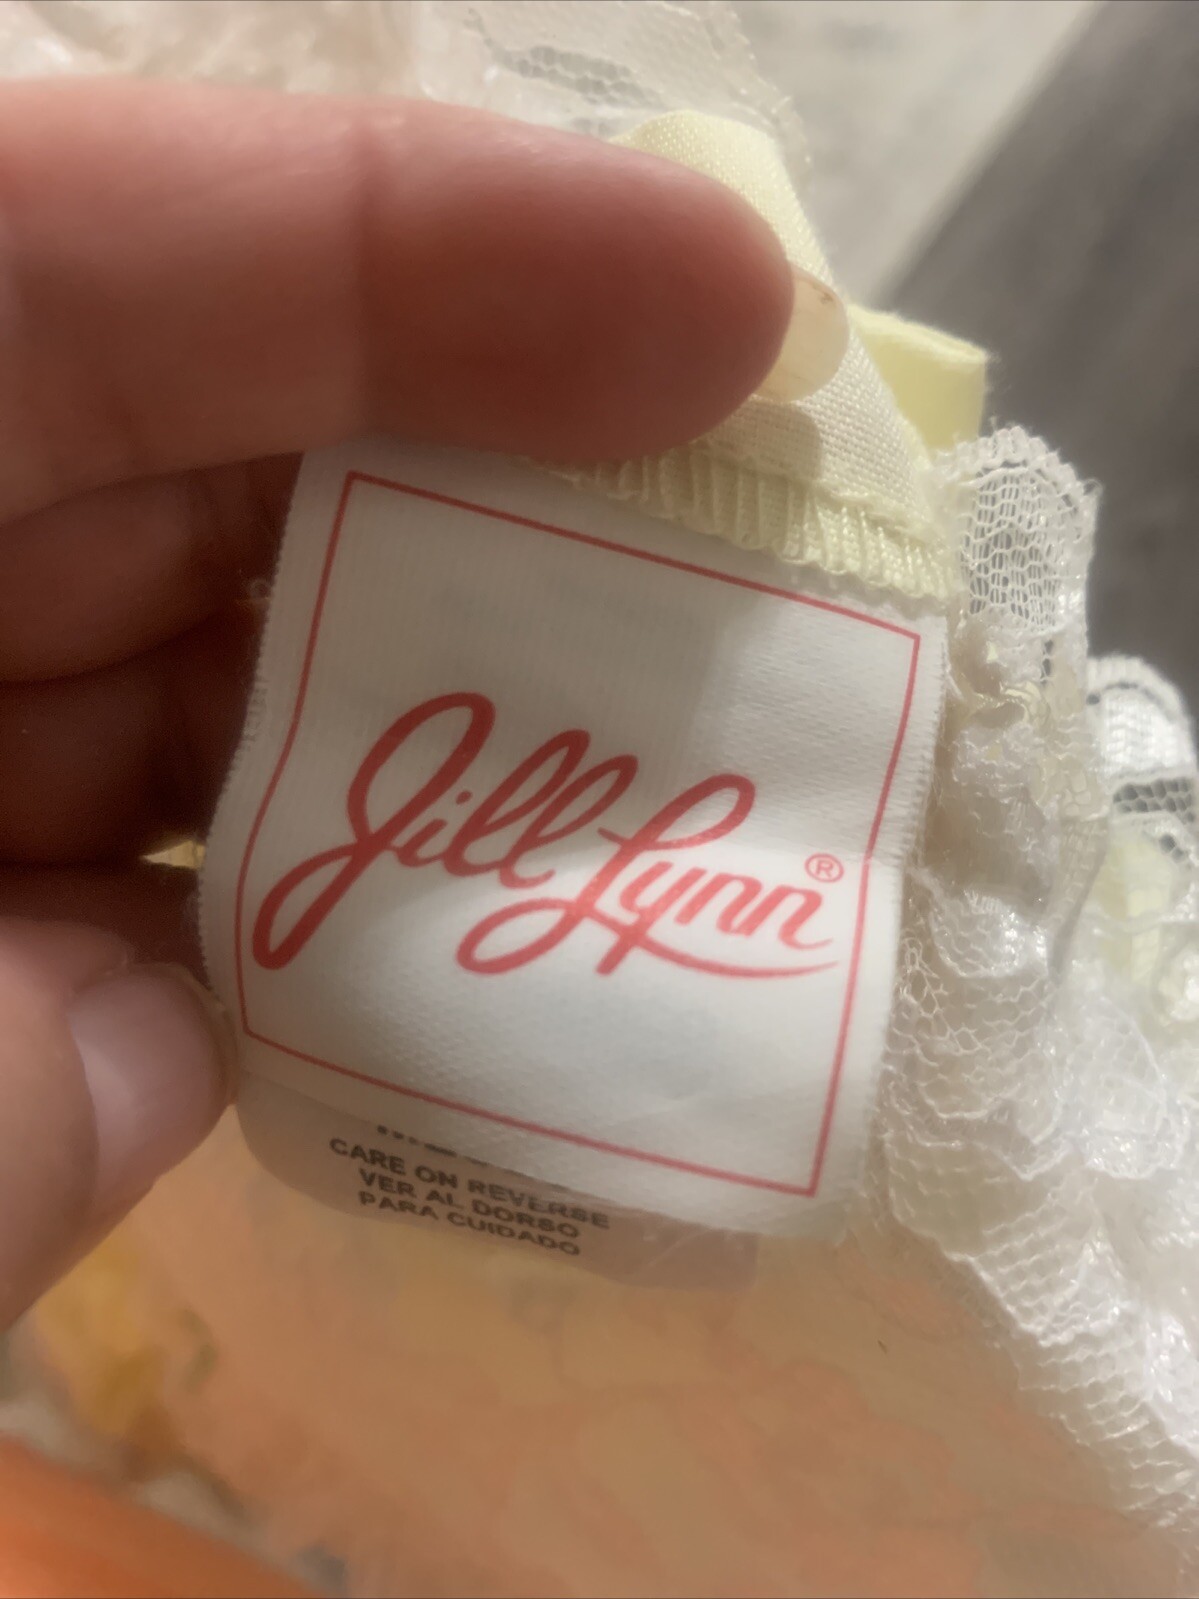 Jill Lynn®
CARE ON REVERSE
VER AL DORSO
PARA CUIDADO